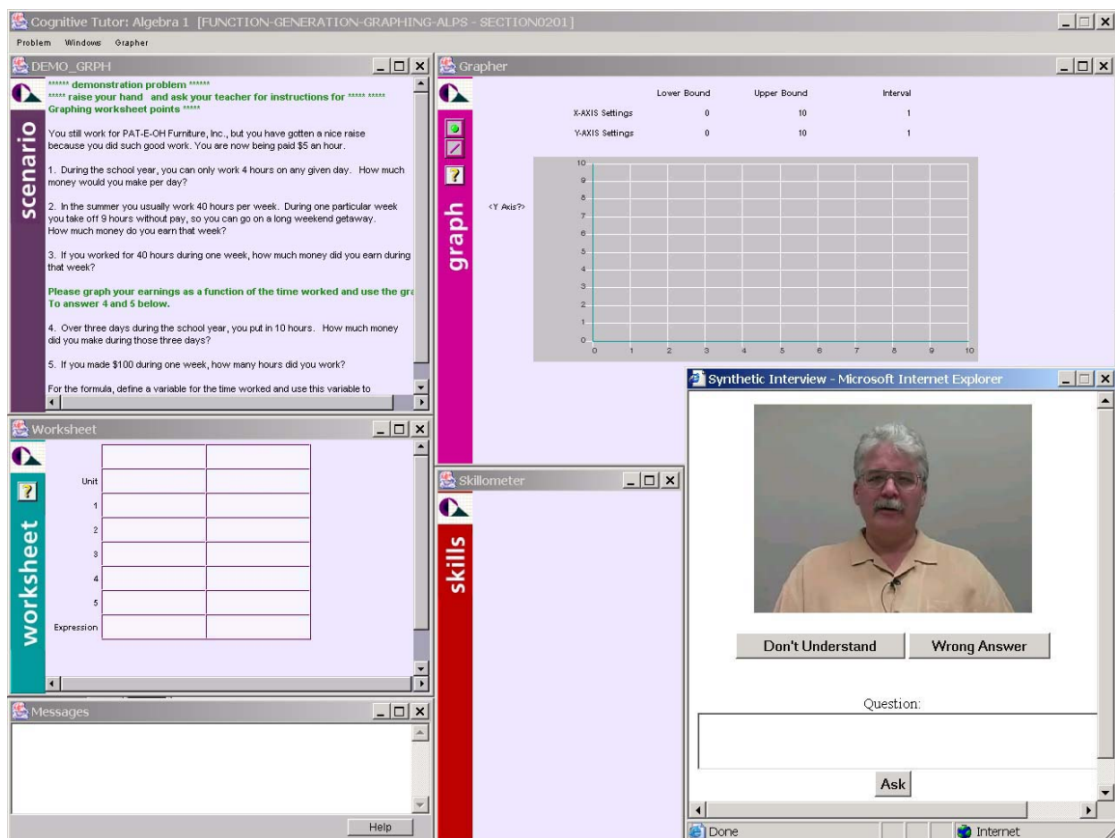 Cognitive Tutor: Algebra 1 [FUNCTION-GENERATION-GRAPHING-ALPS - SECTION0201]
Problem Windows Grapher
DEMO_GRPH
scenario
****** demonstration problem ******
***** raise your hand and ask your teacher for instructions for ***** *****
Graphing worksheet points *****
You still work for PAT-E-OH Furniture, Inc., but you have gotten a nice raise
because you did such good work. You are now being paid $5 an hour.
1. During the school year, you can only work 4 hours on any given day. How much
money would you make per day?
2. In the summer you usually work 40 hours per week. During one particular week
you take off 9 hours without pay, so you can go on a long weekend getaway.
How much money do you earn that week?
3. If you worked for 40 hours during one week, how much money did you earn during
that week?
Please graph your earnings as a function of the time worked and use the gra
To answer 4 and 5 below.
4. Over three days during the school year, you put in 10 hours. How much money
did you make during those three days?
5. If you made $100 during one week, how many hours did you work?
For the formula, define a variable for the time worked and use this variable to
Grapher
graph
Lower Bound Upper Bound Interval
X-AXIS Settings 0 10 1
Y-AXIS Settings 0 10 1
<Y Axis?>
10
9
8
7
6
5
4
3
2
1
0
0 1 2 3 4 5 6 7 8 9 10
Worksheet
worksheet
Unit
1
2
3
4
5
Expression
Messages
Help
Skillometer
skills
Synthetic Interview - Microsoft Internet Explorer
Don't Understand Wrong Answer
Question:
Ask
Done Internet